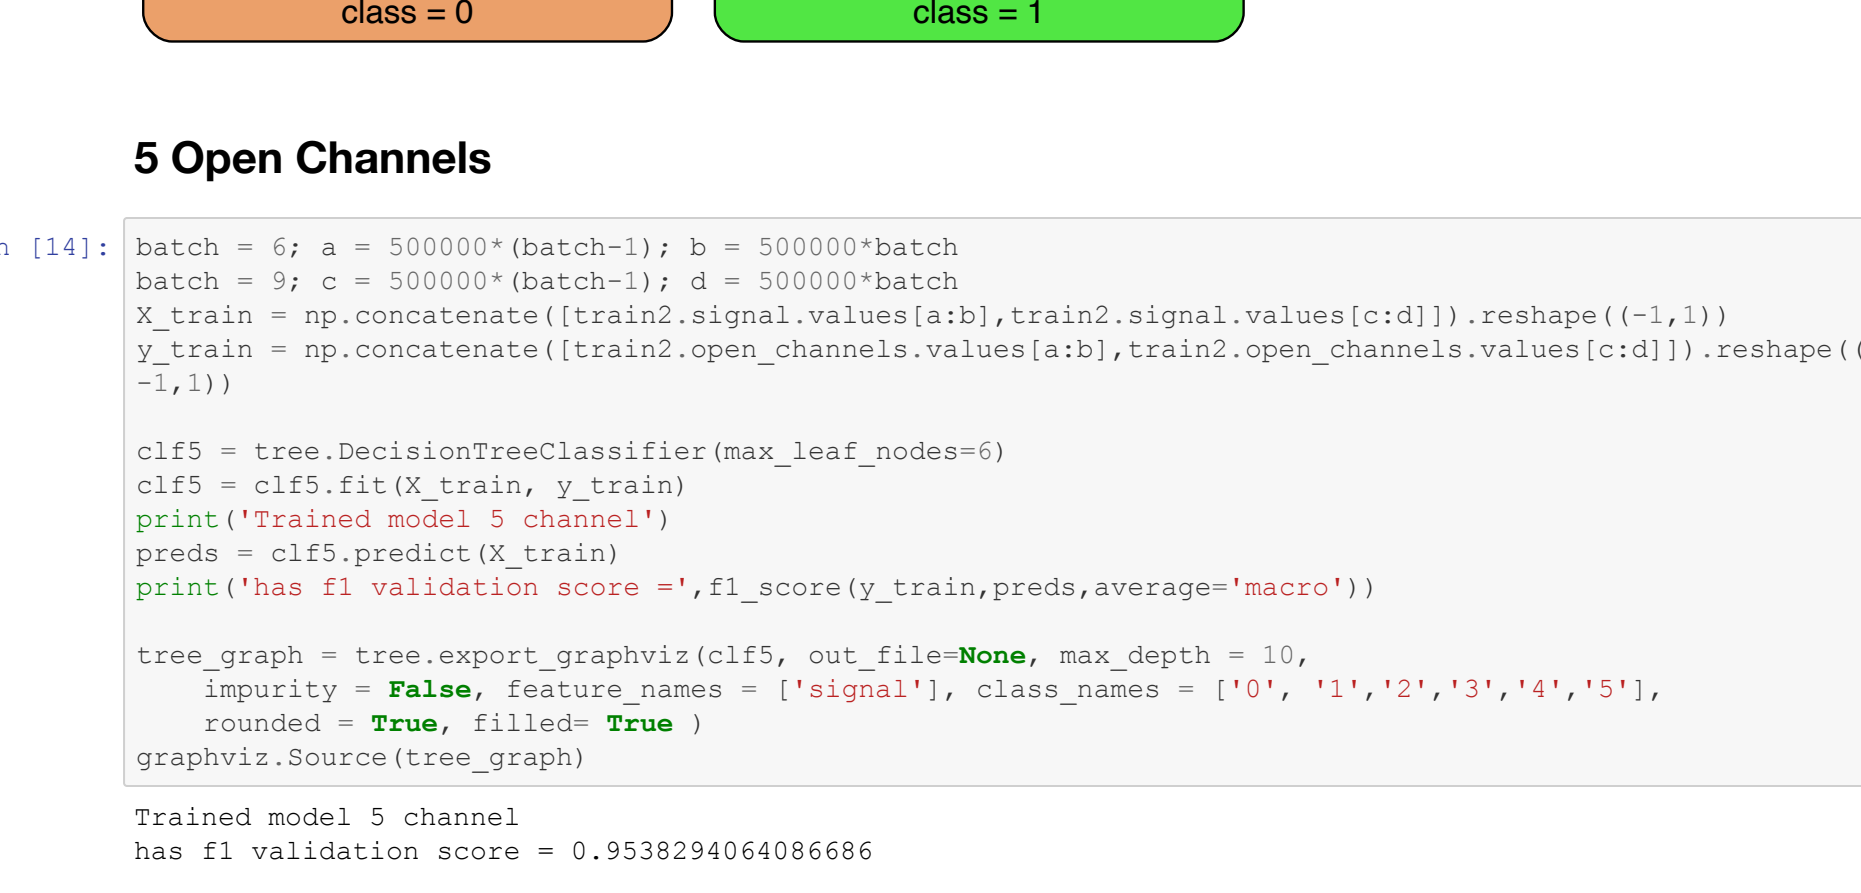 class = 0
class = 1
5 Open Channels
n [14]:
batch = 6; a = 500000*(batch-1); b = 500000*batch
batch = 9; c = 500000*(batch-1); d = 500000*batch
X_train = np.concatenate([train2.signal.values[a:b],train2.signal.values[c:d]]).reshape((-1,1))
y_train = np.concatenate([train2.open_channels.values[a:b],train2.open_channels.values[c:d]]).reshape((
-1,1))
clf5 = tree.DecisionTreeClassifier(max_leaf_nodes=6)
clf5 = clf5.fit(X_train, y_train)
print('Trained model 5 channel')
preds = clf5.predict(X_train)
print('has f1 validation score =',f1_score(y_train,preds,average='macro'))
tree_graph = tree.export_graphviz(clf5, out_file=None, max_depth = 10,
    impurity = False, feature_names = ['signal'], class_names = ['0', '1','2','3','4','5'],
    rounded = True, filled= True )
graphviz.Source(tree_graph)
Trained model 5 channel
has f1 validation score = 0.9538294064086686